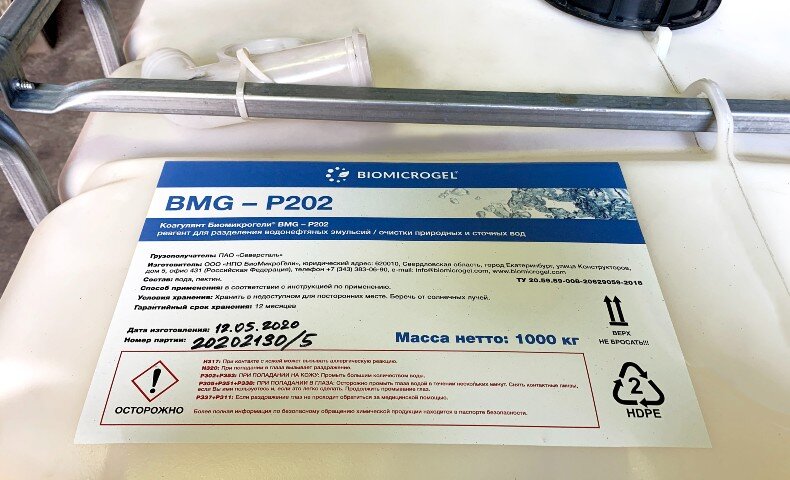 BIOMICROGEL®
BMG – P202
Коагулянт Биомикрогели® BMG – P202
реагент для разделения водонефтяных эмульсий / очистки природных и сточных вод
Грузополучатель: ПАО «Северсталь»
Изготовитель: ООО «НПО БиоМикроГели», юридический адрес: 620010, Свердловская область, город Екатеринбург, улица Конструкторов,
дом 5, офис 431 (Российская Федерация), телефон +7 (343) 383-06-90, e-mail: info@biomicrogel.com, www.biomicrogel.com
Состав: вода, пектин.
ТУ 20.59.59-006-20629059-2018
Способы применения: в соответствии с инструкцией по применению.
Условия хранения: Хранить в недоступном для посторонних месте. Беречь от солнечных лучей.
Гарантийный срок хранения: 12 месяцев
Дата изготовления: 12.05.2020
Номер партии: 20202130/5
Масса нетто: 1000 кг
ВЕРХ
НЕ БРОСАТЬ!!!
ОСТОРОЖНО
H317: При контакте с кожей может вызывать аллергическую реакцию.
H320: При попадании в глаза вызывает раздражение.
P302+P352: ПРИ ПОПАДАНИИ НА КОЖУ: Промыть большим количеством воды.
P305+P351+P338: ПРИ ПОПАДАНИИ В ГЛАЗА: Осторожно промыть глаза водой в течение нескольких минут. Снять контактные линзы,
если Вы ими пользуетесь и, если это легко сделать. Продолжить промывание глаз.
P337+P311: Если раздражение глаз не проходит обратиться за медицинской помощью.
Более полная информация по безопасному обращению химической продукции находится в паспорте безопасности.
2
HDPE